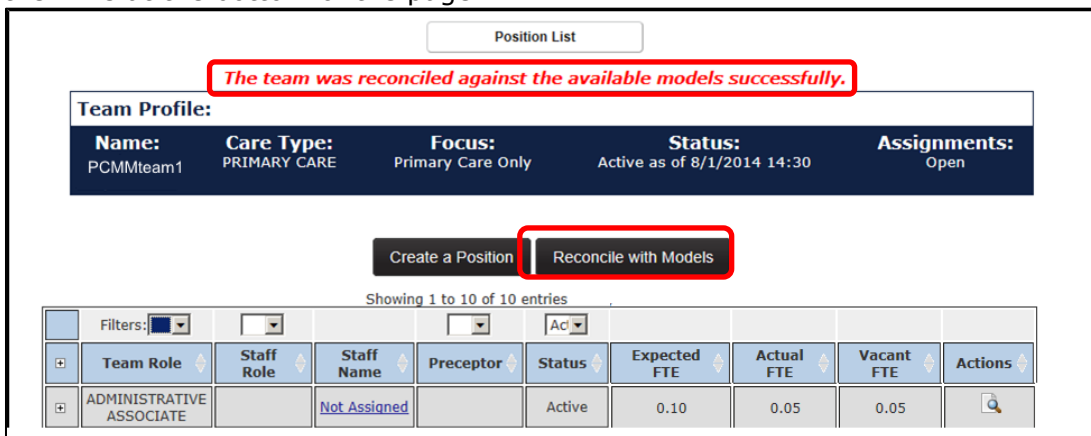 Position List
The team was reconciled against the available models successfully.
Team Profile:
Name: Care Type: Focus: Status: Assignments:
PCMMteam1 PRIMARY CARE Primary Care Only Active as of 8/1/2014 14:30 Open
Create a Position Reconcile with Models
Showing 1 to 10 of 10 entries
Filters: Act
Team Role Staff Role Staff Name Preceptor Status Expected FTE Actual FTE Vacant FTE Actions
ADMINISTRATIVE ASSOCIATE Not Assigned Active 0.10 0.05 0.05